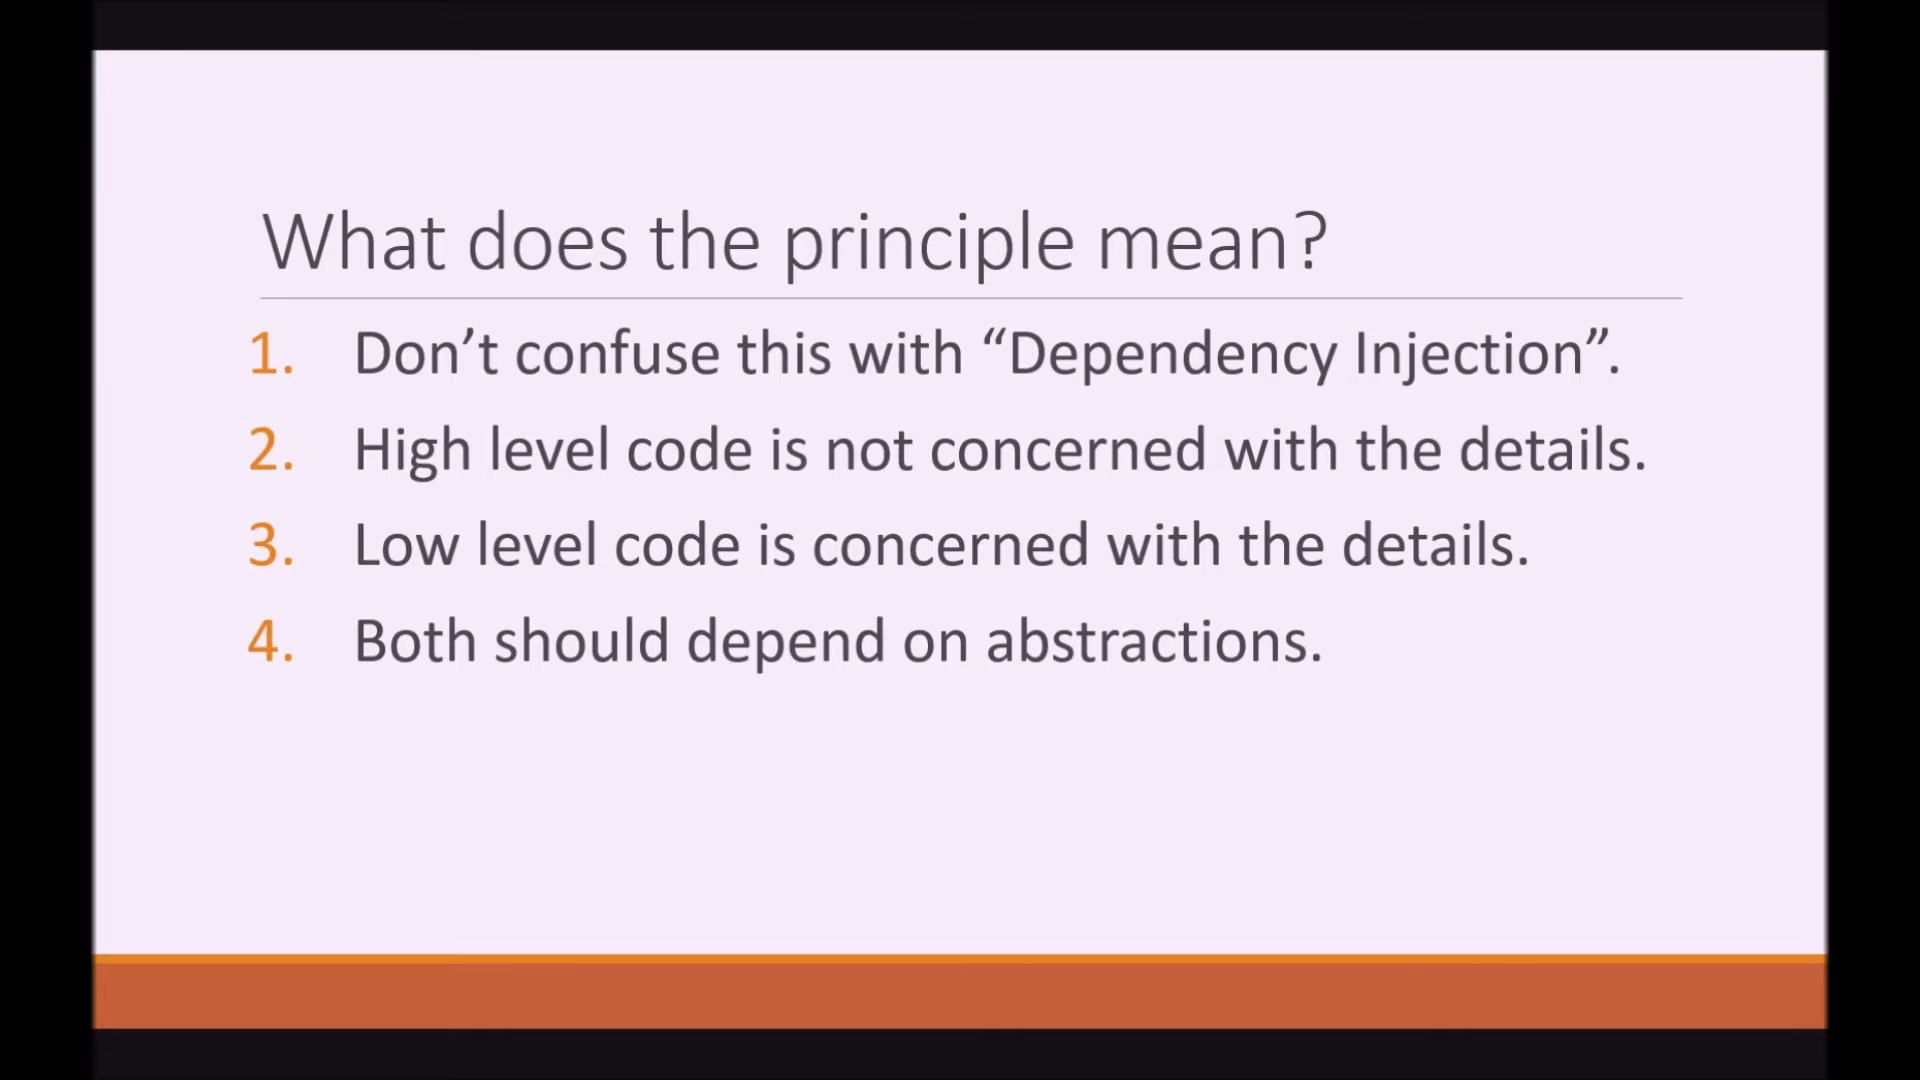 What does the principle mean?
1. Don’t confuse this with “Dependency Injection”.
2. High level code is not concerned with the details.
3. Low level code is concerned with the details.
4. Both should depend on abstractions.